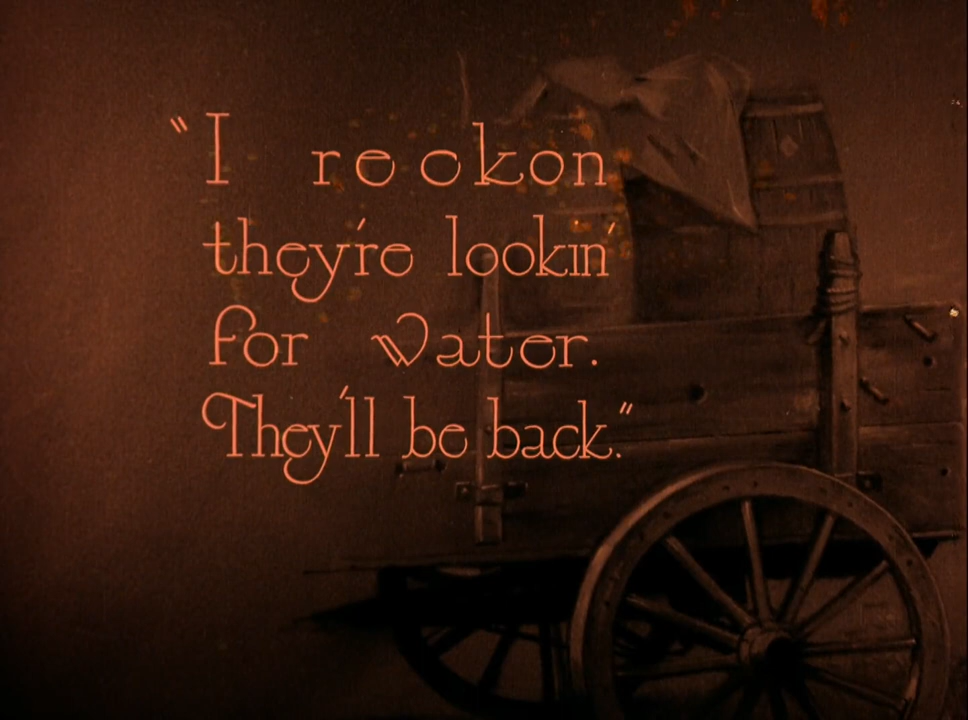 "I reckon
they're lookin'
for water.
They'll be back."